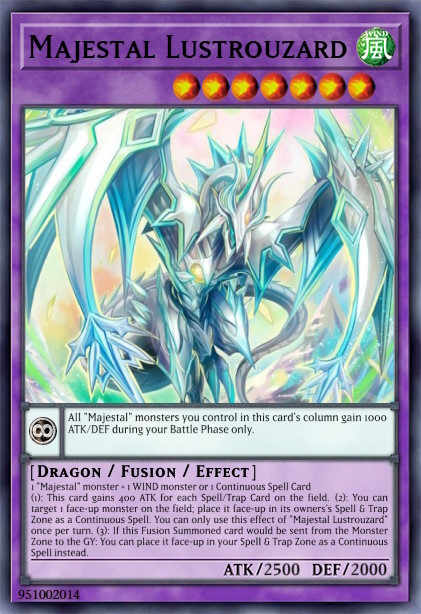 Majestal Lustrouzard
WIND
風
All "Majestal" monsters you control in this card's column gain 1000
ATK/DEF during your Battle Phase only.
[Dragon / Fusion / Effect]
1 "Majestal" monster + 1 WIND monster or 1 Continuous Spell Card
(1): This card gains 400 ATK for each Spell/Trap Card on the field. (2): You can
target 1 face-up monster on the field; place it face-up in its owners's Spell & Trap
Zone as a Continuous Spell. You can only use this effect of "Majestal Lustrouzard"
once per turn. (3): If this Fusion Summoned card would be sent from the Monster
Zone to the GY: You can place it face-up in your Spell & Trap Zone as a Continuous
Spell instead.
ATK/2500 DEF/2000
951002014